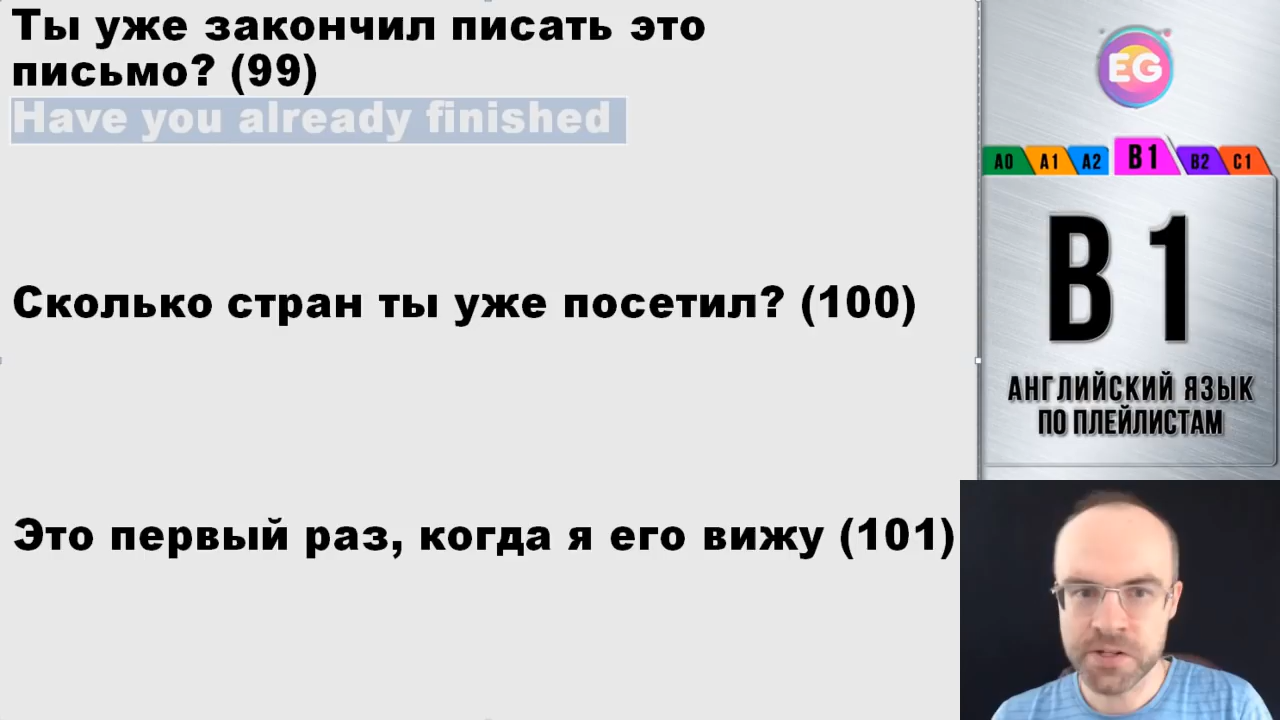 Ты уже закончил писать это
письмо? (99)
Have you already finished
Сколько стран ты уже посетил? (100)
Это первый раз, когда я его вижу (101)
EG
A0 A1 A2 B1 B2 C1
B1
АНГЛИЙСКИЙ ЯЗЫК
ПО ПЛЕЙЛИСТАМ